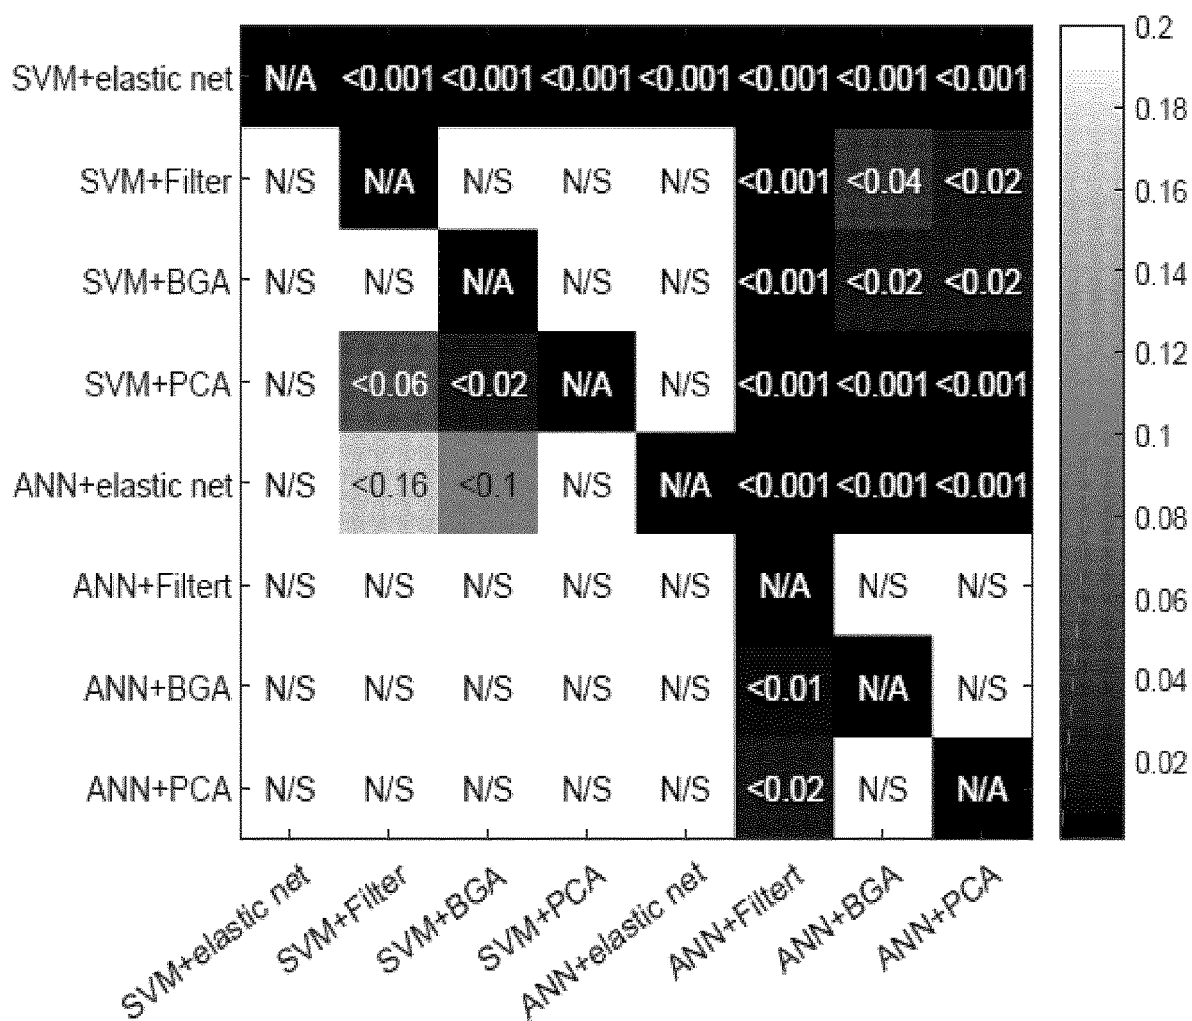 SVM+elastic net N/A <0.001 <0.001 <0.001 <0.001 <0.001 <0.001 <0.001
SVM+Filter N/S N/A N/S N/S N/S <0.001 <0.04 <0.02
SVM+BGA N/S N/S N/A N/S N/S <0.001 <0.02 <0.02
SVM+PCA N/S <0.06 <0.02 N/A N/S <0.001 <0.001 <0.001
ANN+elastic net N/S <0.16 <0.1 N/S N/A <0.001 <0.001 <0.001
ANN+Filtert N/S N/S N/S N/S N/S N/A N/S N/S
ANN+BGA N/S N/S N/S N/S N/S <0.01 N/A N/S
ANN+PCA N/S N/S N/S N/S N/S <0.02 N/S N/A
SVM+elastic net
SVM+Filter
SVM+BGA
SVM+PCA
ANN+elastic net
ANN+Filtert
ANN+BGA
ANN+PCA
0.2
0.18
0.16
0.14
0.12
0.1
0.08
0.06
0.04
0.02